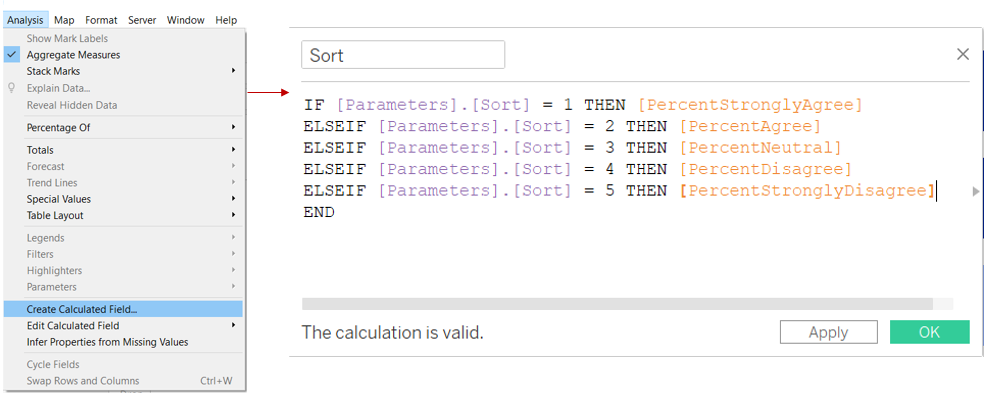 Analysis Map Format Server Window Help
Show Mark Labels
Aggregate Measures
Stack Marks
Explain Data...
Reveal Hidden Data
Percentage Of
Totals
Forecast
Trend Lines
Special Values
Table Layout
Legends
Filters
Highlighters
Parameters
Create Calculated Field...
Edit Calculated Field
Infer Properties from Missing Values
Cycle Fields
Swap Rows and Columns Ctrl+W
Sort
IF [Parameters].[Sort] = 1 THEN [PercentStronglyAgree]
ELSEIF [Parameters].[Sort] = 2 THEN [PercentAgree]
ELSEIF [Parameters].[Sort] = 3 THEN [PercentNeutral]
ELSEIF [Parameters].[Sort] = 4 THEN [PercentDisagree]
ELSEIF [Parameters].[Sort] = 5 THEN [PercentStronglyDisagree]
END
The calculation is valid.
Apply OK